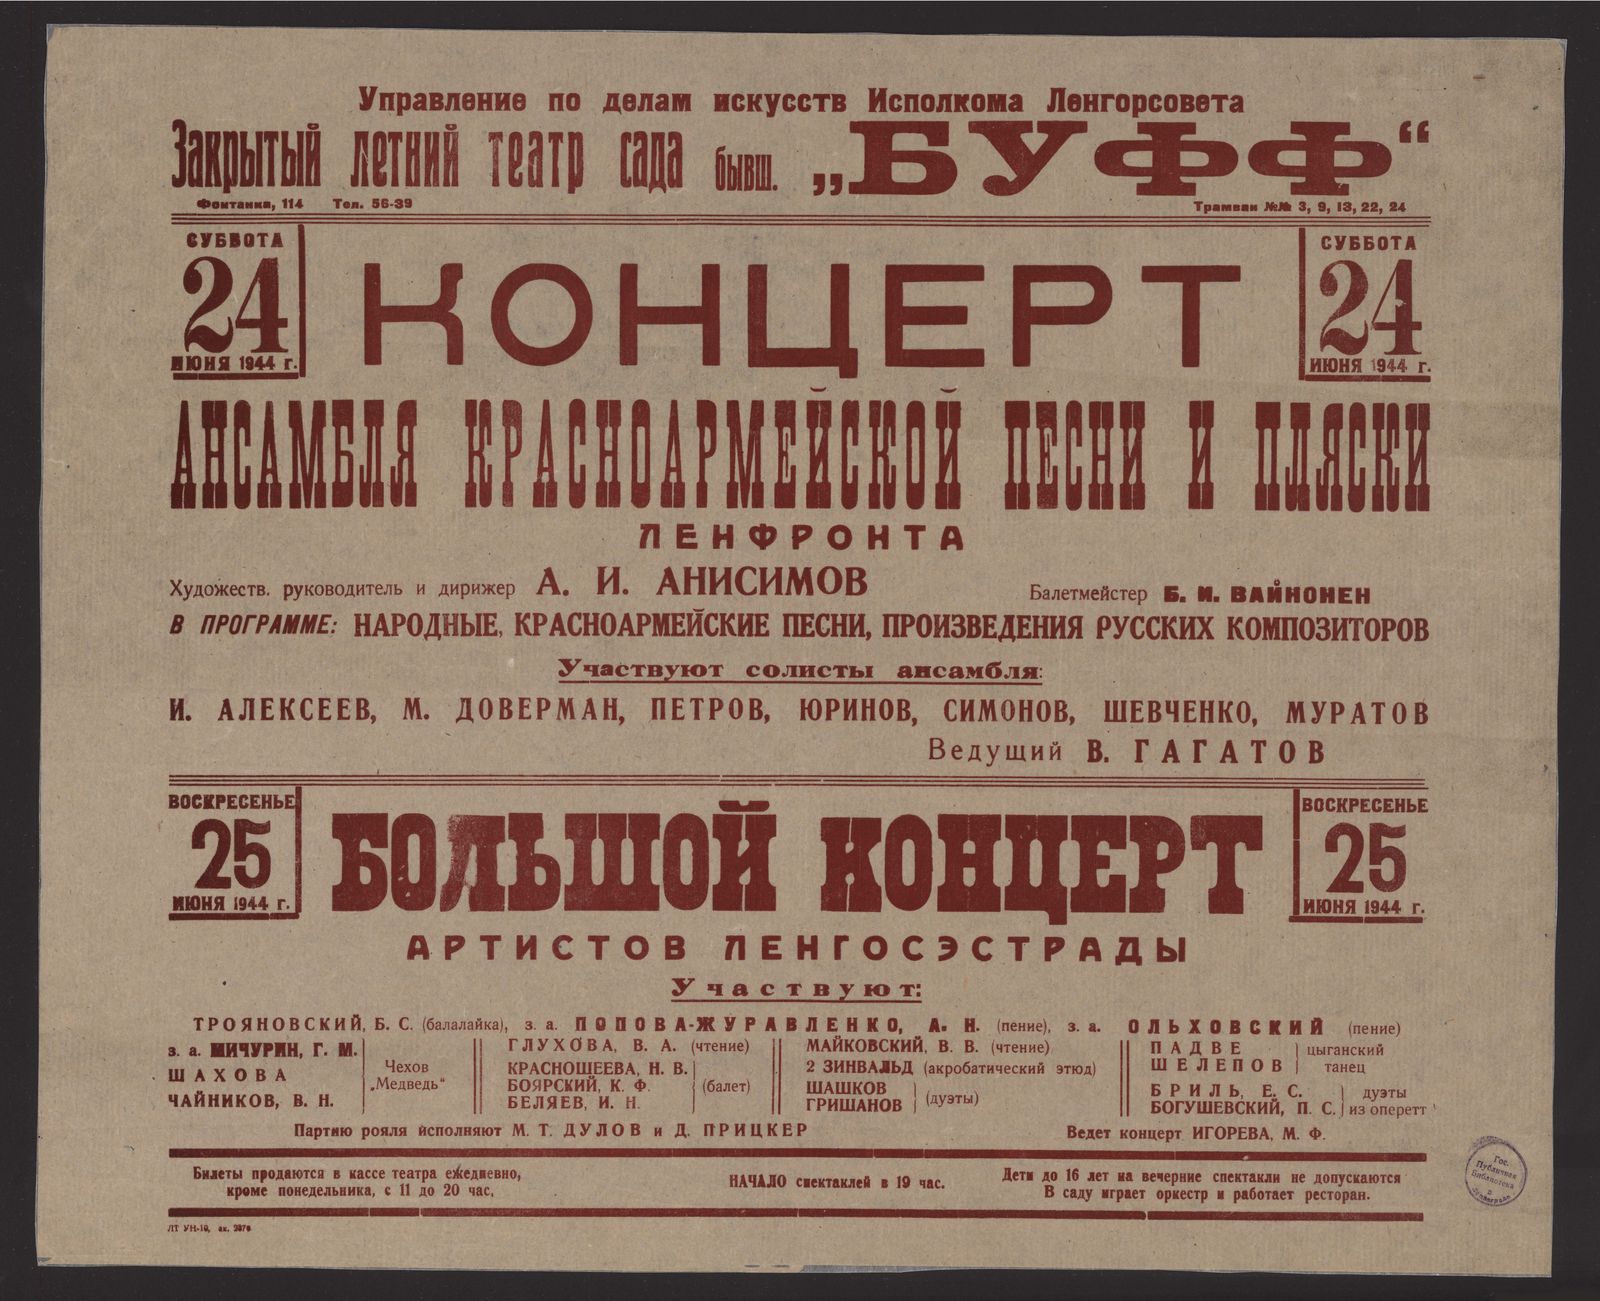 Управление по делам искусств Исполкома Ленгорсовета
Закрытый летний театр сада бывш. „БУФФ“
Фонтанка, 114 Тел. 56-39 Трамваи №№ 3, 9, 13, 22, 24
СУББОТА
24
ИЮНЯ 1944 г.
КОНЦЕРТ
СУББОТА
24
ИЮНЯ 1944 г.
АНСАМБЛЯ КРАСНОАРМЕЙСКОЙ ПЕСНИ И ПЛЯСКИ
ЛЕНФРОНТА
Художеств. руководитель и дирижер А. И. АНИСИМОВ Балетмейстер Б. И. ВАЙНОНЕН
В ПРОГРАММЕ: НАРОДНЫЕ, КРАСНОАРМЕЙСКИЕ ПЕСНИ, ПРОИЗВЕДЕНИЯ РУССКИХ КОМПОЗИТОРОВ
Участвуют солисты ансамбля:
И. АЛЕКСЕЕВ, М. ДОВЕРМАН, ПЕТРОВ, ЮРИНОВ, СИМОНОВ, ШЕВЧЕНКО, МУРАТОВ
Ведущий В. ГАГАТОВ
ВОСКРЕСЕНЬЕ
25
ИЮНЯ 1944 г.
БОЛЬШОЙ КОНЦЕРТ
ВОСКРЕСЕНЬЕ
25
ИЮНЯ 1944 г.
АРТИСТОВ ЛЕНГОСЭСТРАДЫ
Участвуют:
ТРОЯНОВСКИЙ, Б. С. (балалайка), з. а. ПОПОВА-ЖУРАВЛЕНКО, А. Н. (пение), з. а. ОЛЬХОВСКИЙ (пение)
з. а. МИЧУРИН, Г. М.
ШАХОВА
ЧАЙНИКОВ, В. Н.
Чехов
„Медведь“
ГЛУХОВА, В. А. (чтение)
КРАСНОШЕЕВА, Н. В.
БОЯРСКИЙ, К. Ф. (балет)
БЕЛЯЕВ, И. Н.
МАЙКОВСКИЙ, В. В. (чтение)
2 ЗИНВАЛЬД (акробатический этюд)
ШАШКОВ
ГРИШАНОВ (дуэты)
ПАДВЕ
ШЕЛЕПОВ
цыганский
танец
БРИЛЬ, Е. С.
БОГУШЕВСКИЙ, П. С.
дуэты
из оперетт
Партию рояля исполняют М. Т. ДУЛОВ и Д. ПРИЦКЕР Ведет концерт ИГОРЕВА, М. Ф.
Билеты продаются в кассе театра ежедневно,
кроме понедельника, с 11 до 20 час.
НАЧАЛО спектаклей в 19 час.
Дети до 16 лет на вечерние спектакли не допускаются
В саду играет оркестр и работает ресторан.
ЛТ УН-19,
Гос.
Публичная
Библиотека
в